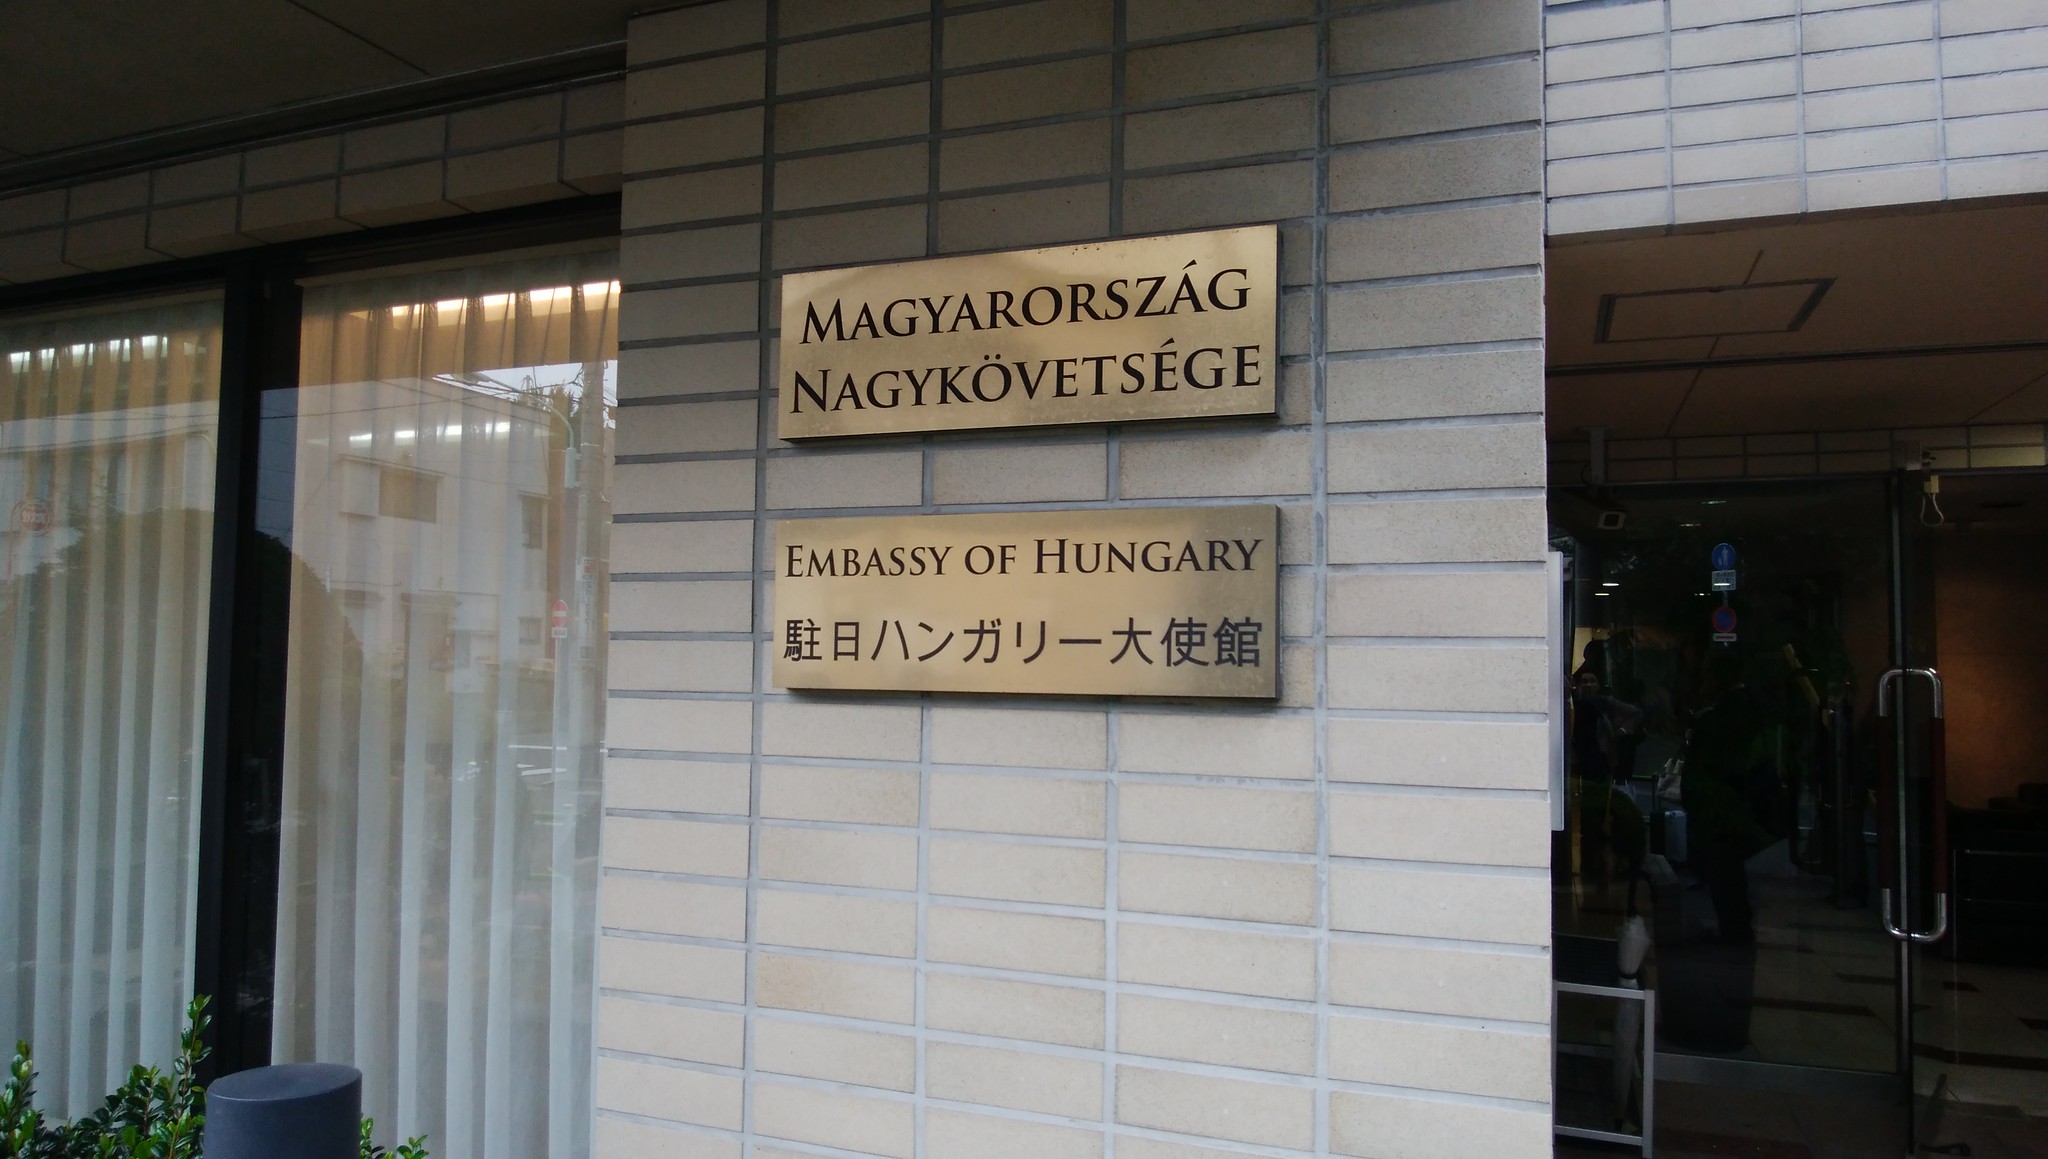 MAGYARORSZÁG
NAGYKÖVETSÉGE
EMBASSY OF HUNGARY
駐日ハンガリー大使館